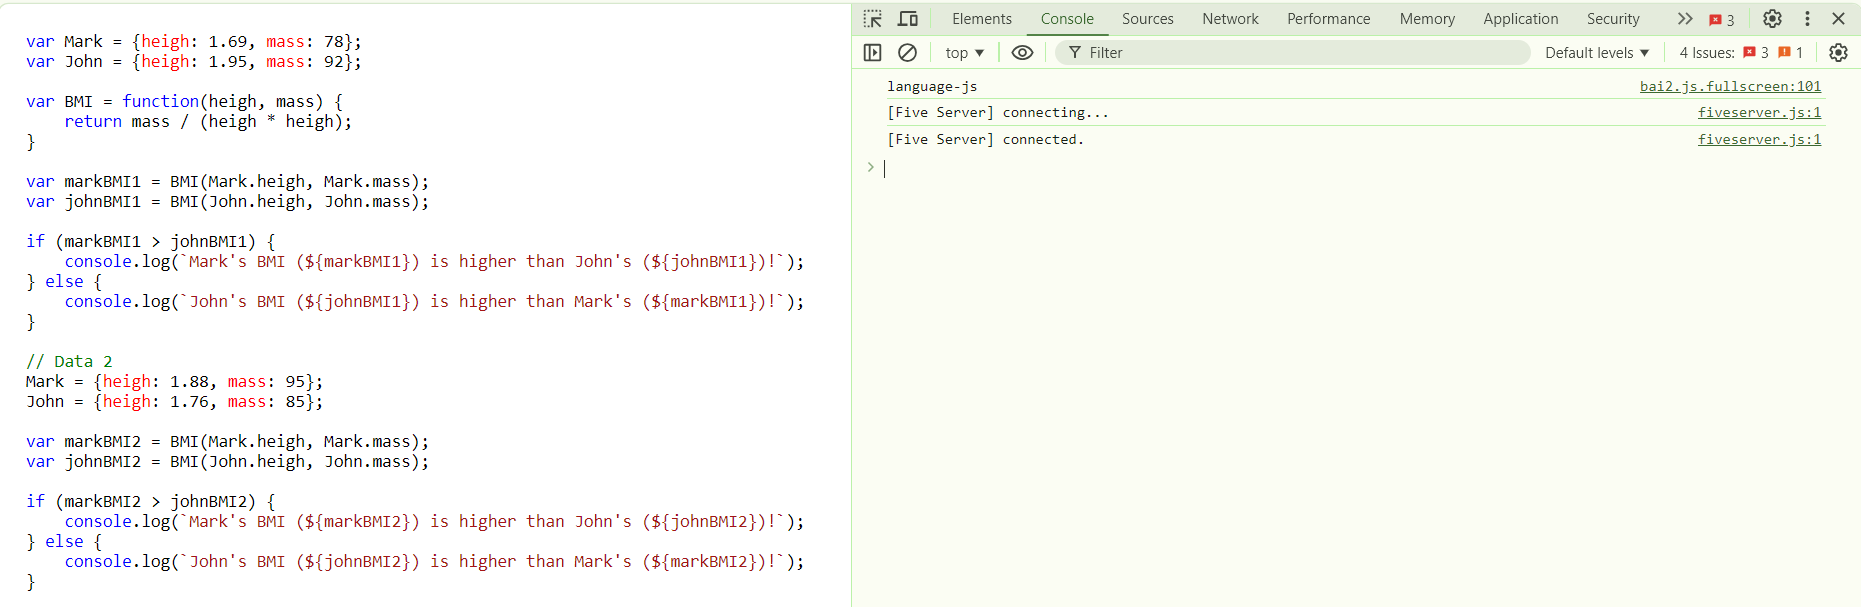 var Mark = {heigh: 1.69, mass: 78};
var John = {heigh: 1.95, mass: 92};
var BMI = function(heigh, mass) {
    return mass / (heigh * heigh);
}
var markBMI1 = BMI(Mark.heigh, Mark.mass);
var johnBMI1 = BMI(John.heigh, John.mass);
if (markBMI1 > johnBMI1) {
    console.log(`Mark's BMI (${markBMI1}) is higher than John's (${johnBMI1})!`);
} else {
    console.log(`John's BMI (${johnBMI1}) is higher than Mark's (${markBMI1})!`);
}
// Data 2
Mark = {heigh: 1.88, mass: 95};
John = {heigh: 1.76, mass: 85};
var markBMI2 = BMI(Mark.heigh, Mark.mass);
var johnBMI2 = BMI(John.heigh, John.mass);
if (markBMI2 > johnBMI2) {
    console.log(`Mark's BMI (${markBMI2}) is higher than John's (${johnBMI2})!`);
} else {
    console.log(`John's BMI (${johnBMI2}) is higher than Mark's (${markBMI2})!`);
}
Elements Console Sources Network Performance Memory Application Security 3
top Filter Default levels 4 Issues: 3 1
language-js bai2.js.fullscreen:101
[Five Server] connecting... fiveserver.js:1
[Five Server] connected. fiveserver.js:1